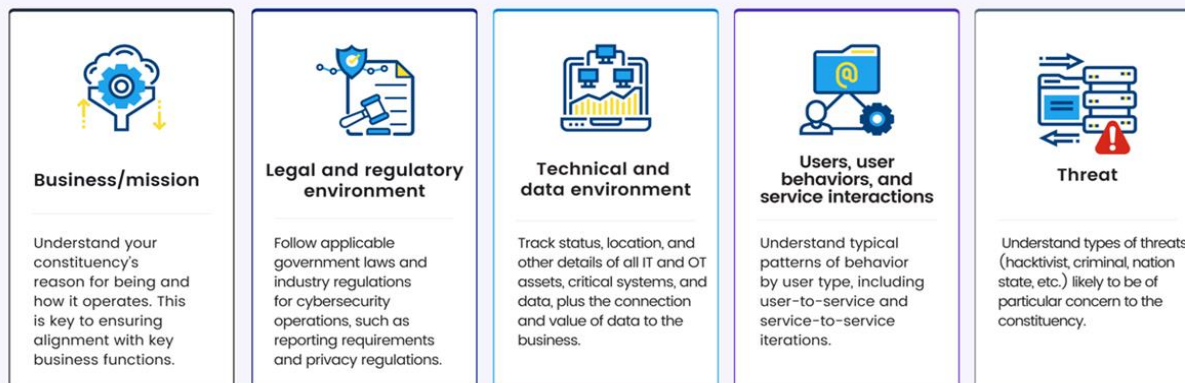 Business/mission
Understand your
constituency's
reason for being and
how it operates. This
is key to ensuring
alignment with key
business functions.
Legal and regulatory
environment
Follow applicable
government laws and
industry regulations
for cybersecurity
operations, such as
reporting requirements
and privacy regulations.
Technical and
data environment
Track status, location, and
other details of all IT and OT
assets, critical systems, and
data, plus the connection
and value of data to the
business.
@
Users, user
behaviors, and
service interactions
Understand typical
patterns of behavior
by user type, including
user-to-service and
service-to-service
iterations.
!
Threat
Understand types of threats
(hacktivist, criminal, nation
state, etc.) likely to be of
particular concern to the
constituency.